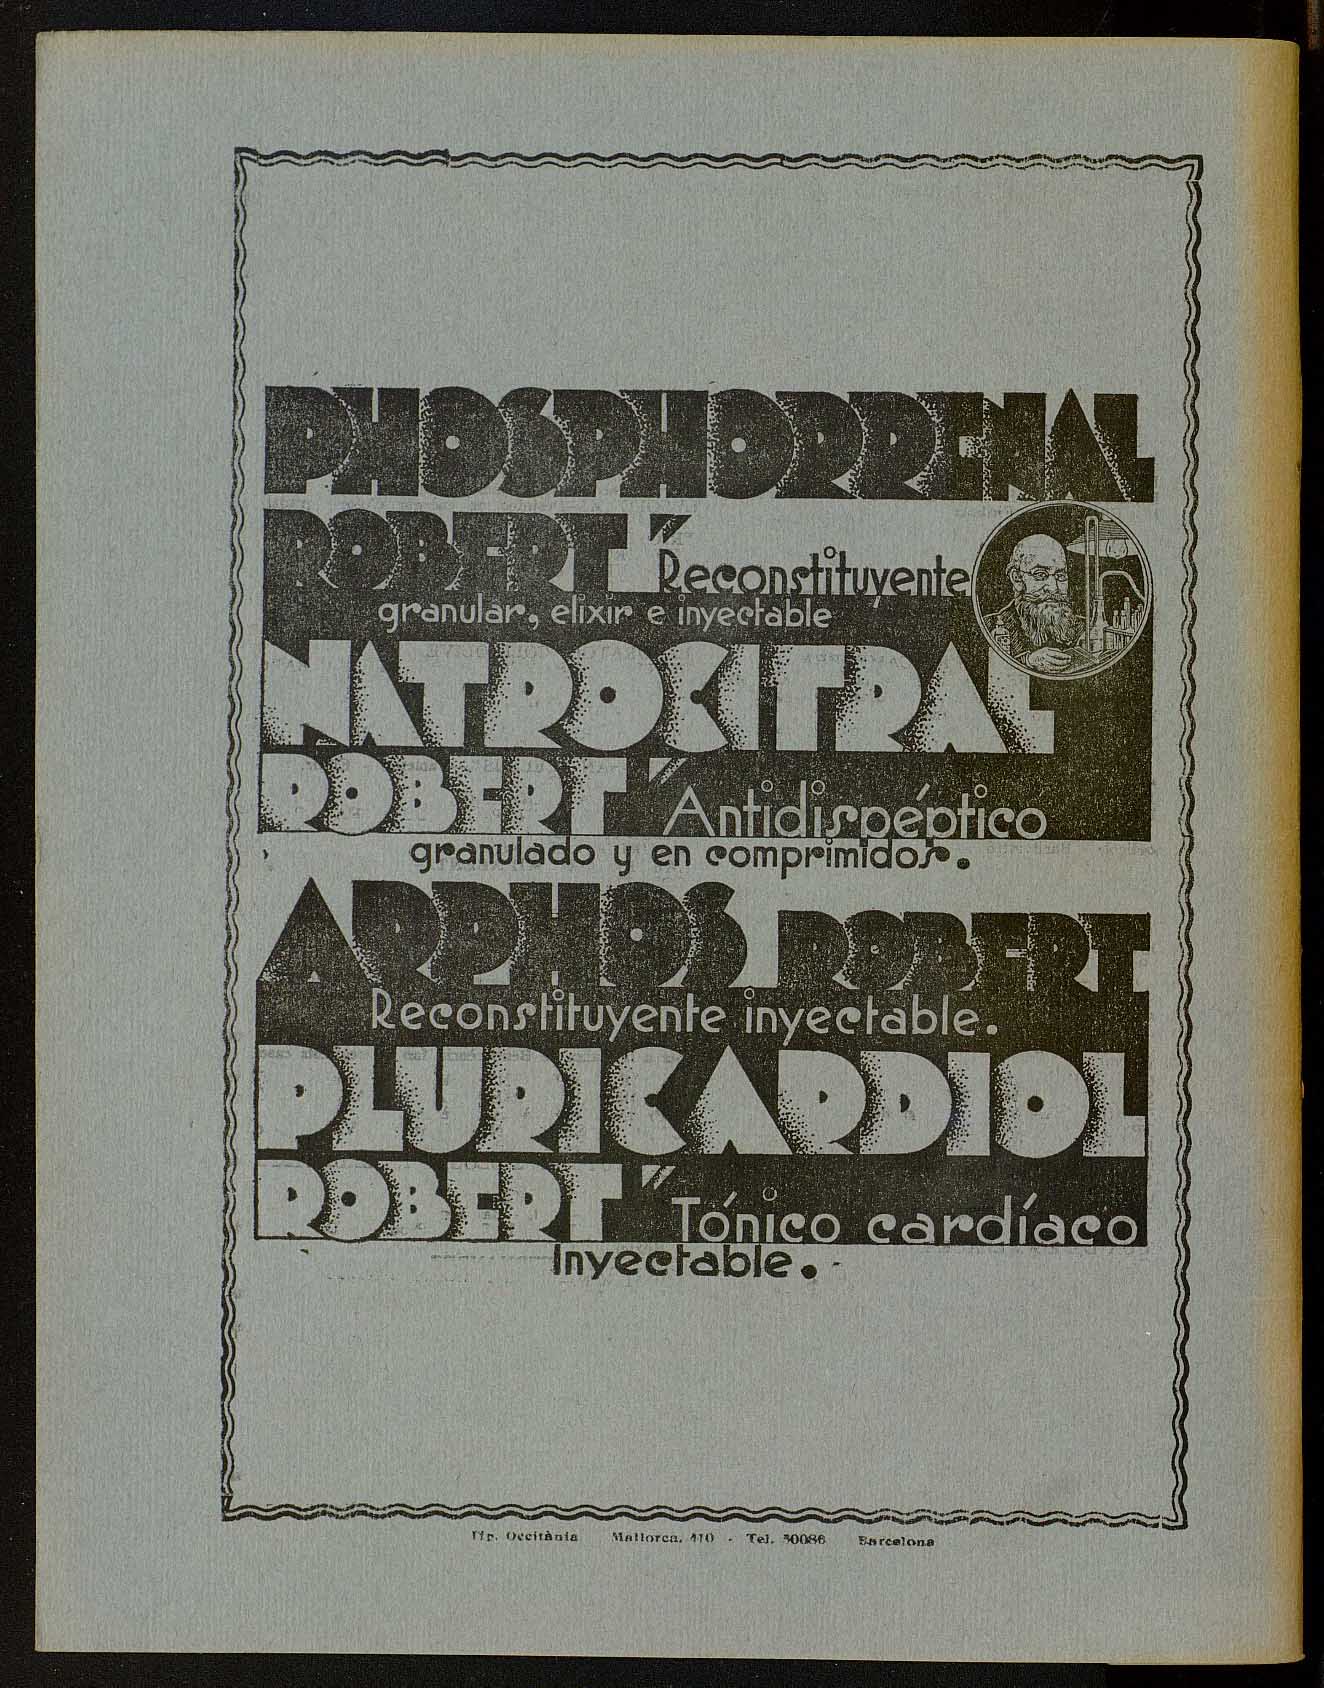 PHOSPHORRENAL
ROBERT" Reconstituyente
granular, elixir e inyectable
NATROCITRAL
ROBERT" Antidispéptico
granulado y en comprimidos.
ARPHOS ROBERT
Reconstituyente inyectable.
PLURICARDIOL
ROBERT" Tónico cardíaco
Inyectable.
Tip. Occitània Mallorca, 410 - Tel. 50086 Barcelona